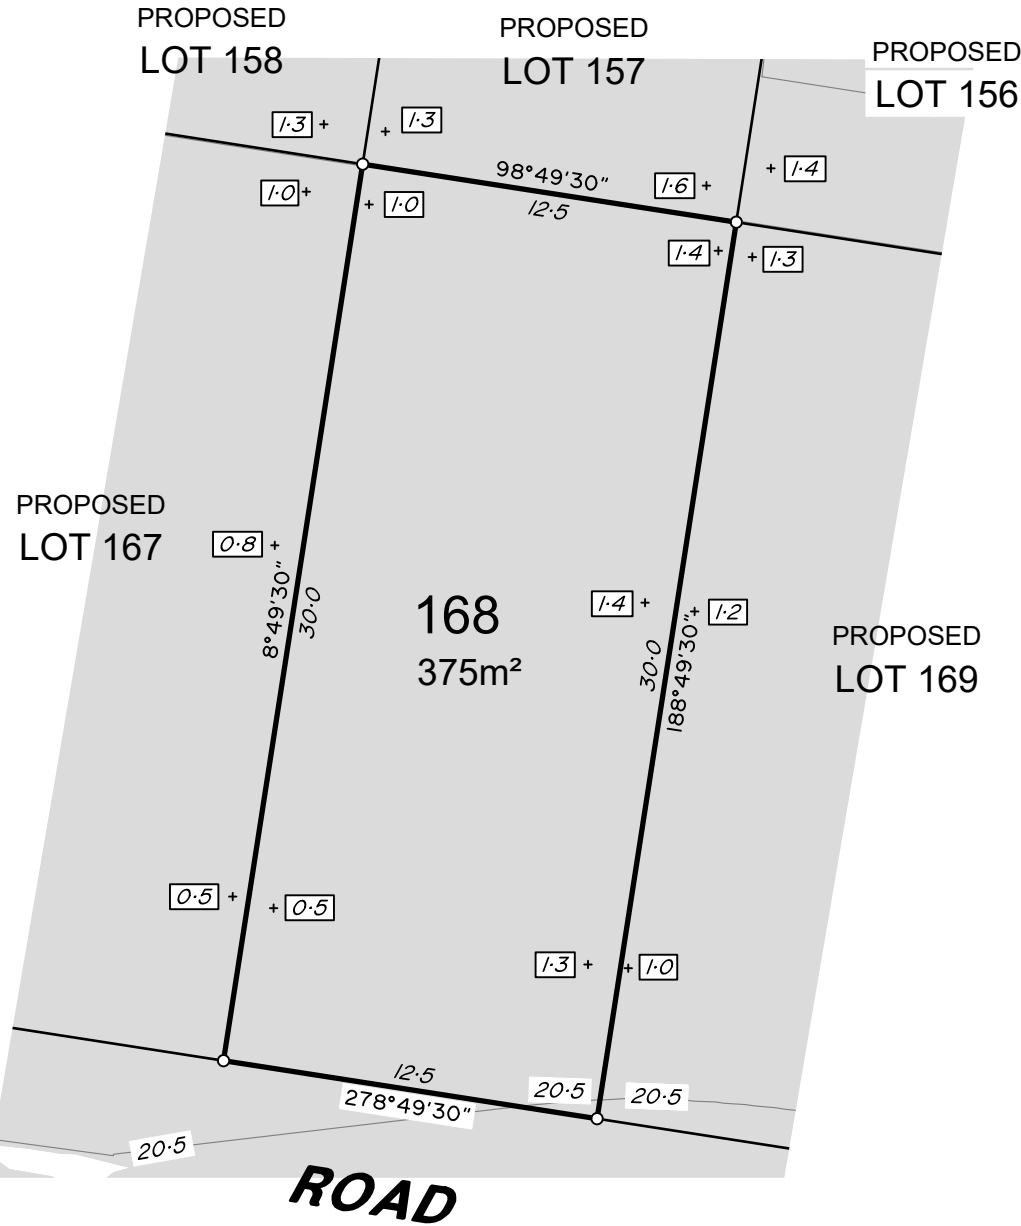 PROPOSED
LOT 158
PROPOSED
LOT 157
PROPOSED
LOT 156
1·3
1·3
98°49'30"
12·5
1·6
1·4
1·0
1·0
1·4
1·3
PROPOSED
LOT 167
0·8
8°49'30"
30·0
168
375m²
1·4
1·2
30·0
188°49'30"
PROPOSED
LOT 169
0·5
0·5
1·3
1·0
12·5
278°49'30"
20·5
20·5
20·5
ROAD